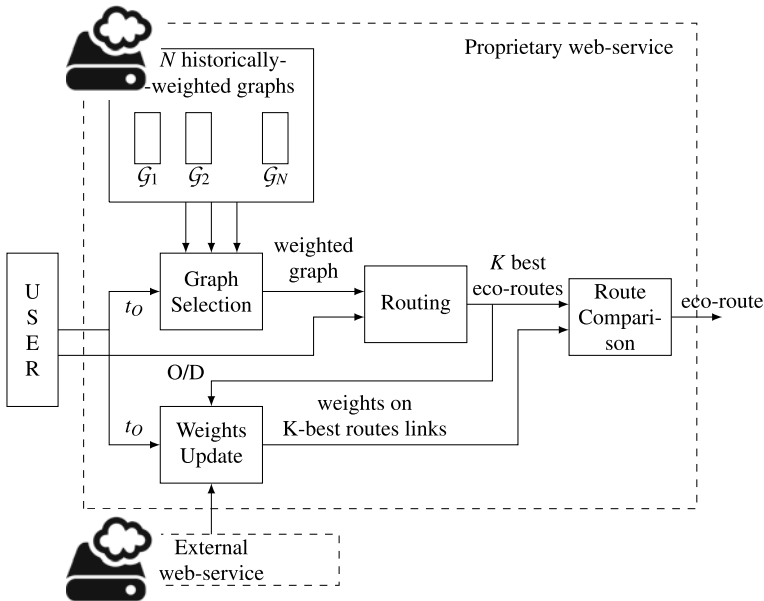 Proprietary web-service
N historically-
-weighted graphs
𝒢1 𝒢2 𝒢N
weighted
graph
U
S
E
R
tO
Graph
Selection
Routing
K best
eco-routes
Route
Compari-
son
eco-route
O/D
tO
Weights
Update
weights on
K-best routes links
External
web-service